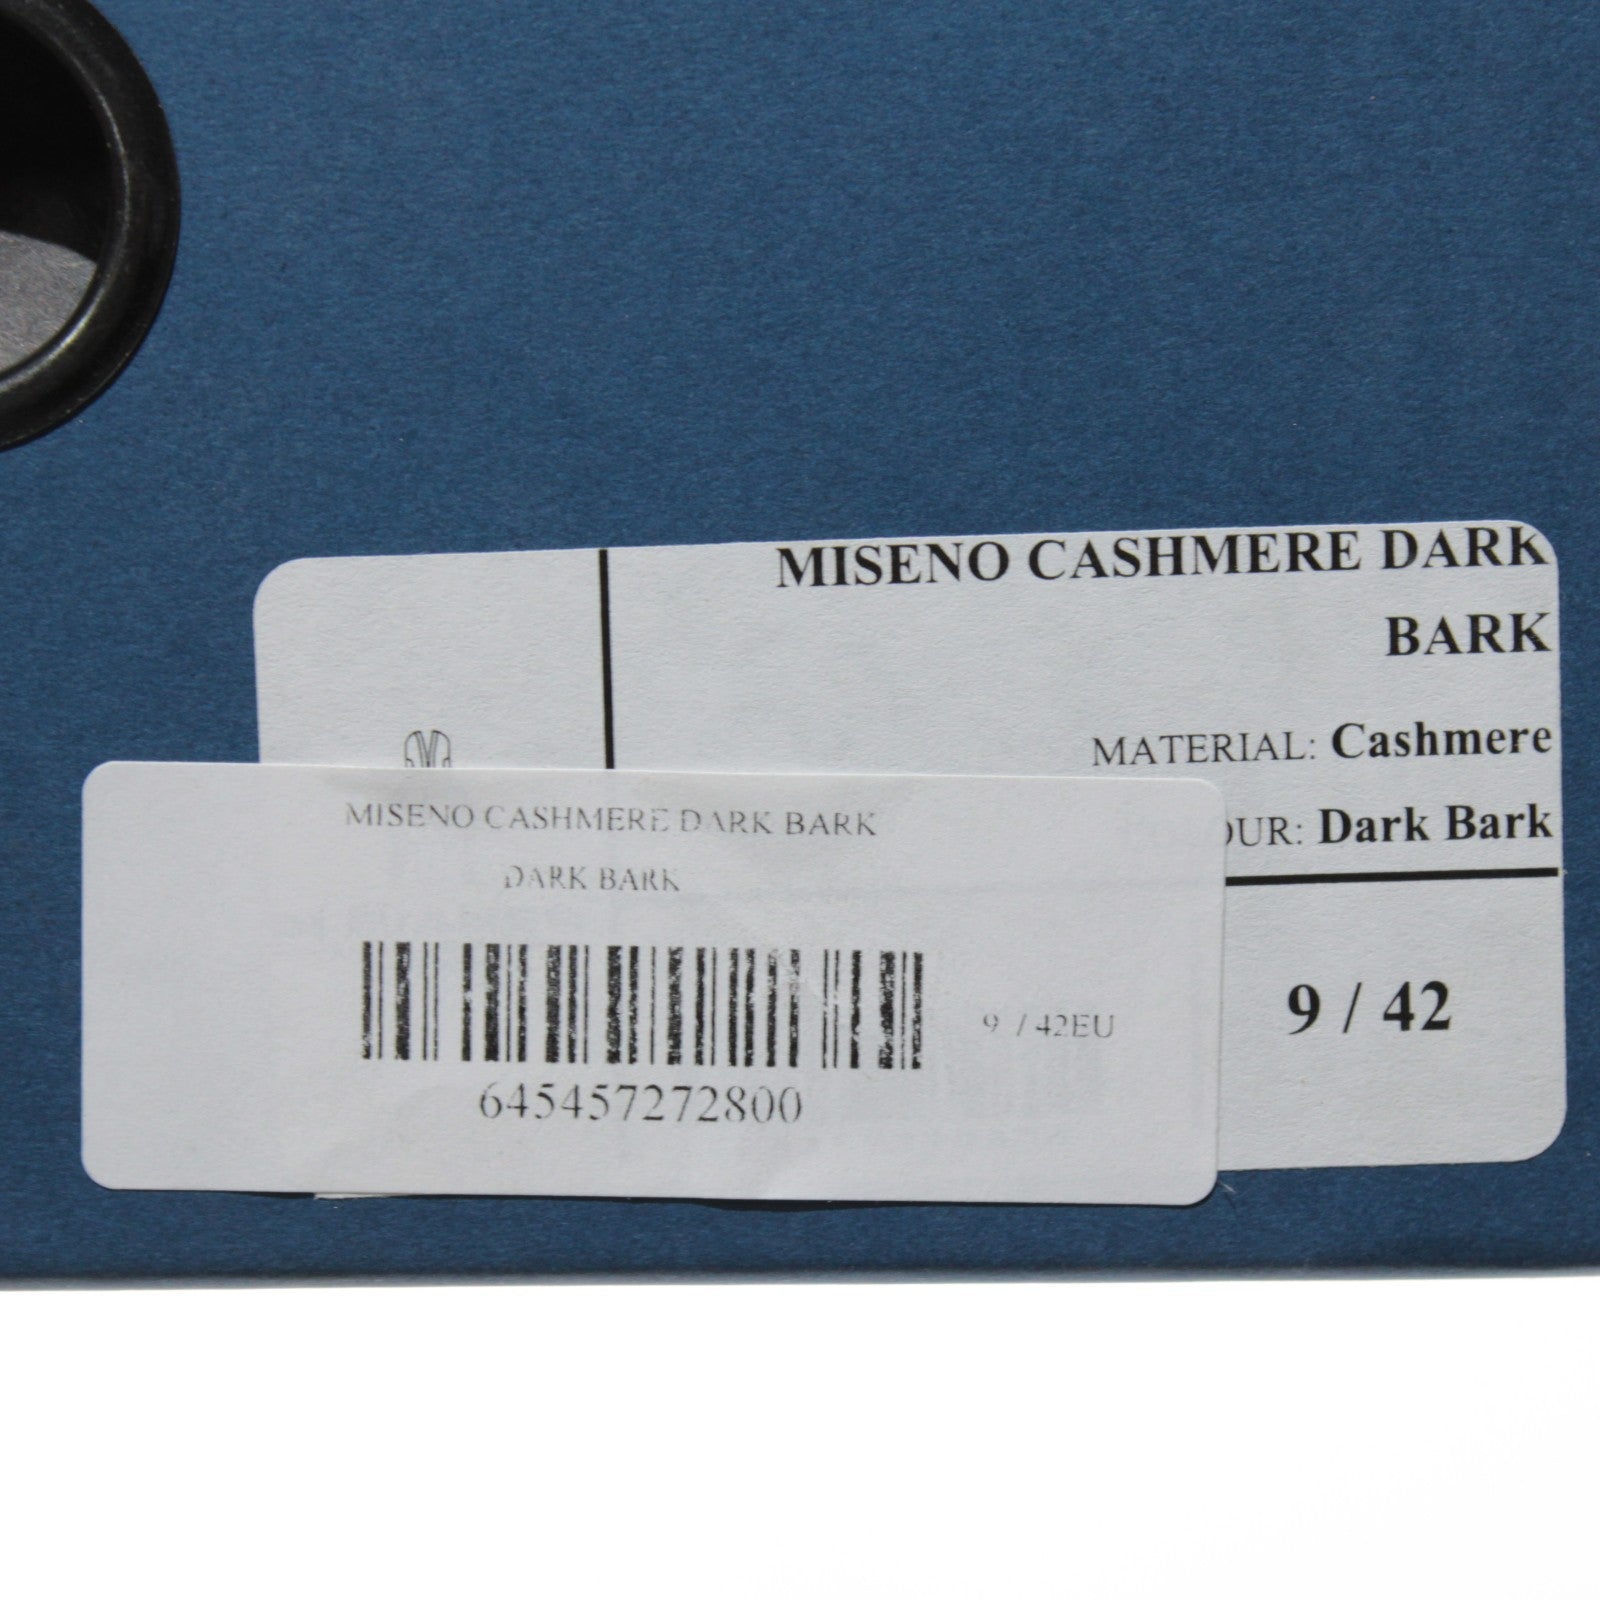 MISENO CASHMERE DARK
BARK
MATERIAL: Cashmere
OUR: Dark Bark
9 / 42
MISENO CASHMERE DARK BARK
DARK BARK
9 / 42EU
645457272800